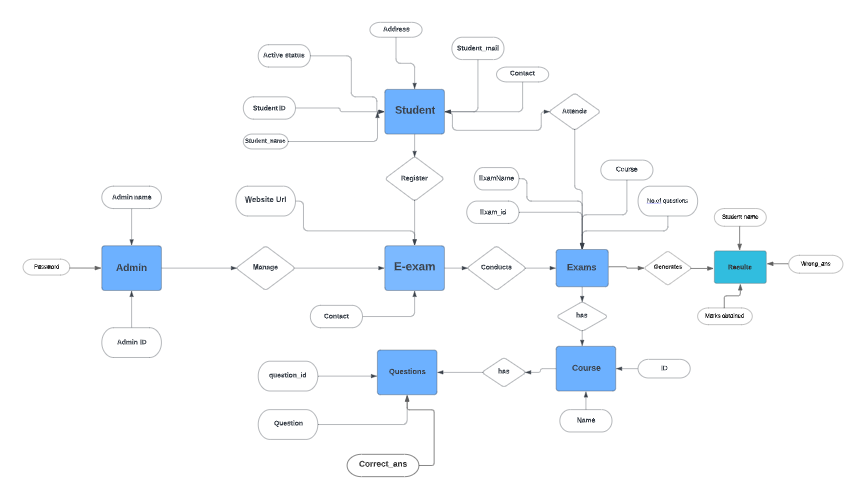 Address
Active status
Student_mail
Contact
Student ID
Student
Attends
Student_name
Course
Register
ExamName
Admin name
Website Url
No.of questions
Exam_id
Student name
Password
Admin
Manage
E-exam
Conducts
Exams
Generates
Results
Wrong_ans
Contact
has
Marks obtained
Admin ID
question_id
Questions
has
Course
ID
Question
Name
Correct_ans